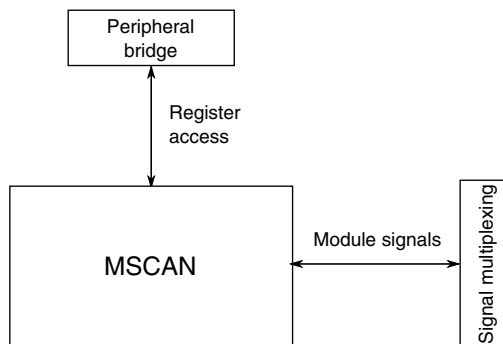 Peripheral
bridge
Register
access
Module signals
MSCAN
Signal multiplexing